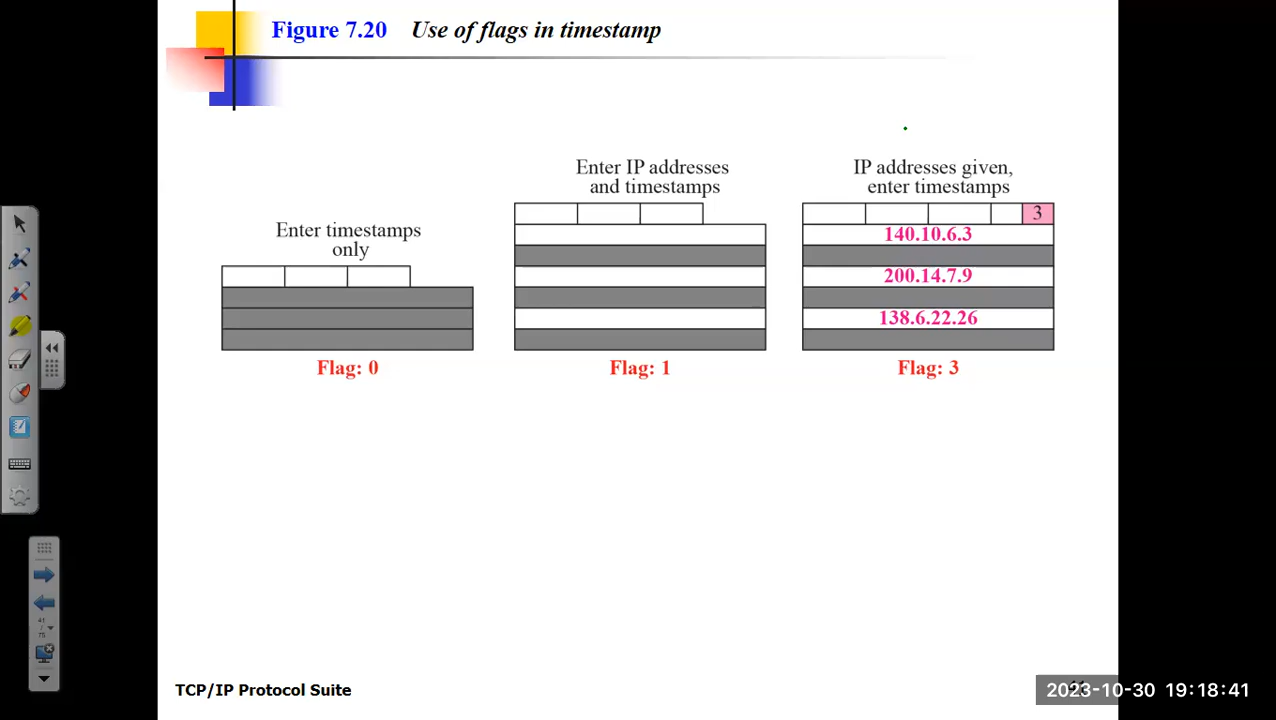 Figure 7.20 Use of flags in timestamp
Enter timestamps
only
Flag: 0
Enter IP addresses
and timestamps
Flag: 1
IP addresses given,
enter timestamps
3
140.10.6.3
200.14.7.9
138.6.22.26
Flag: 3
41
/
75
TCP/IP Protocol Suite
2023-10-30 19:18:41